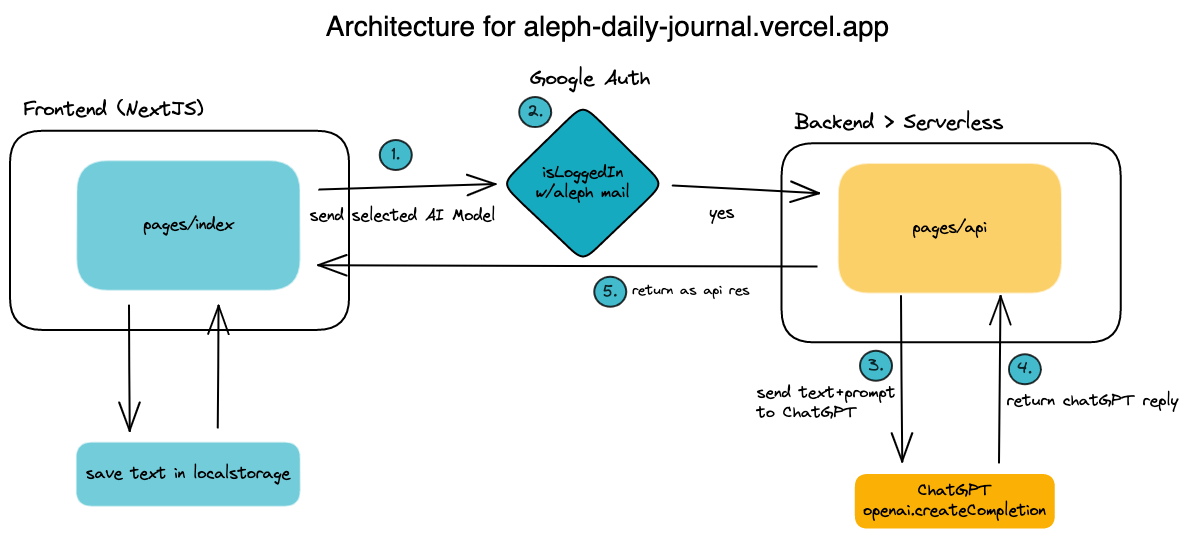 Architecture for aleph-daily-journal.vercel.app
Google Auth
Frontend (NextJS)
2.
Backend > Serverless
1.
isLoggedIn
w/aleph mail
send selected AI Model
yes
pages/index
pages/api
5.
return as api res
3.
4.
send text+prompt
to ChatGPT
return chatGPT reply
save text in localstorage
ChatGPT
openai.createCompletion